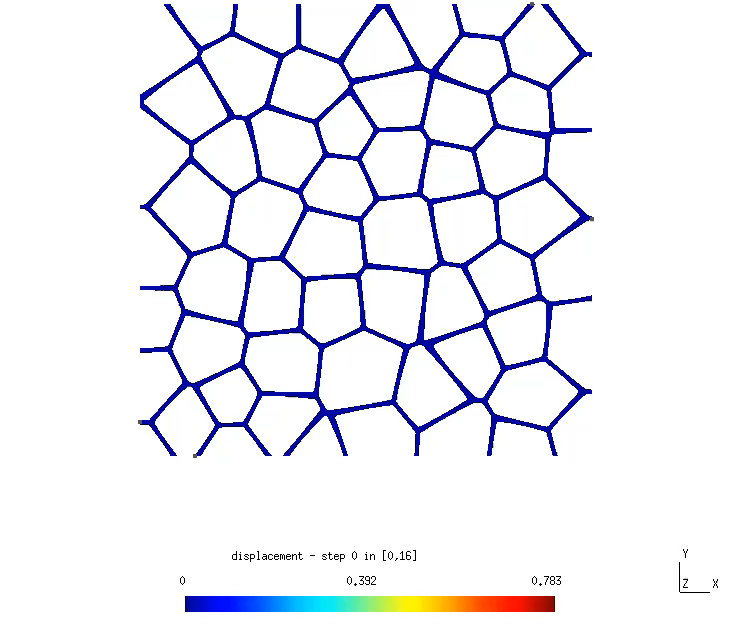 displacement - step 0 in [0,16]
0 0.392 0.783
Y
Z X